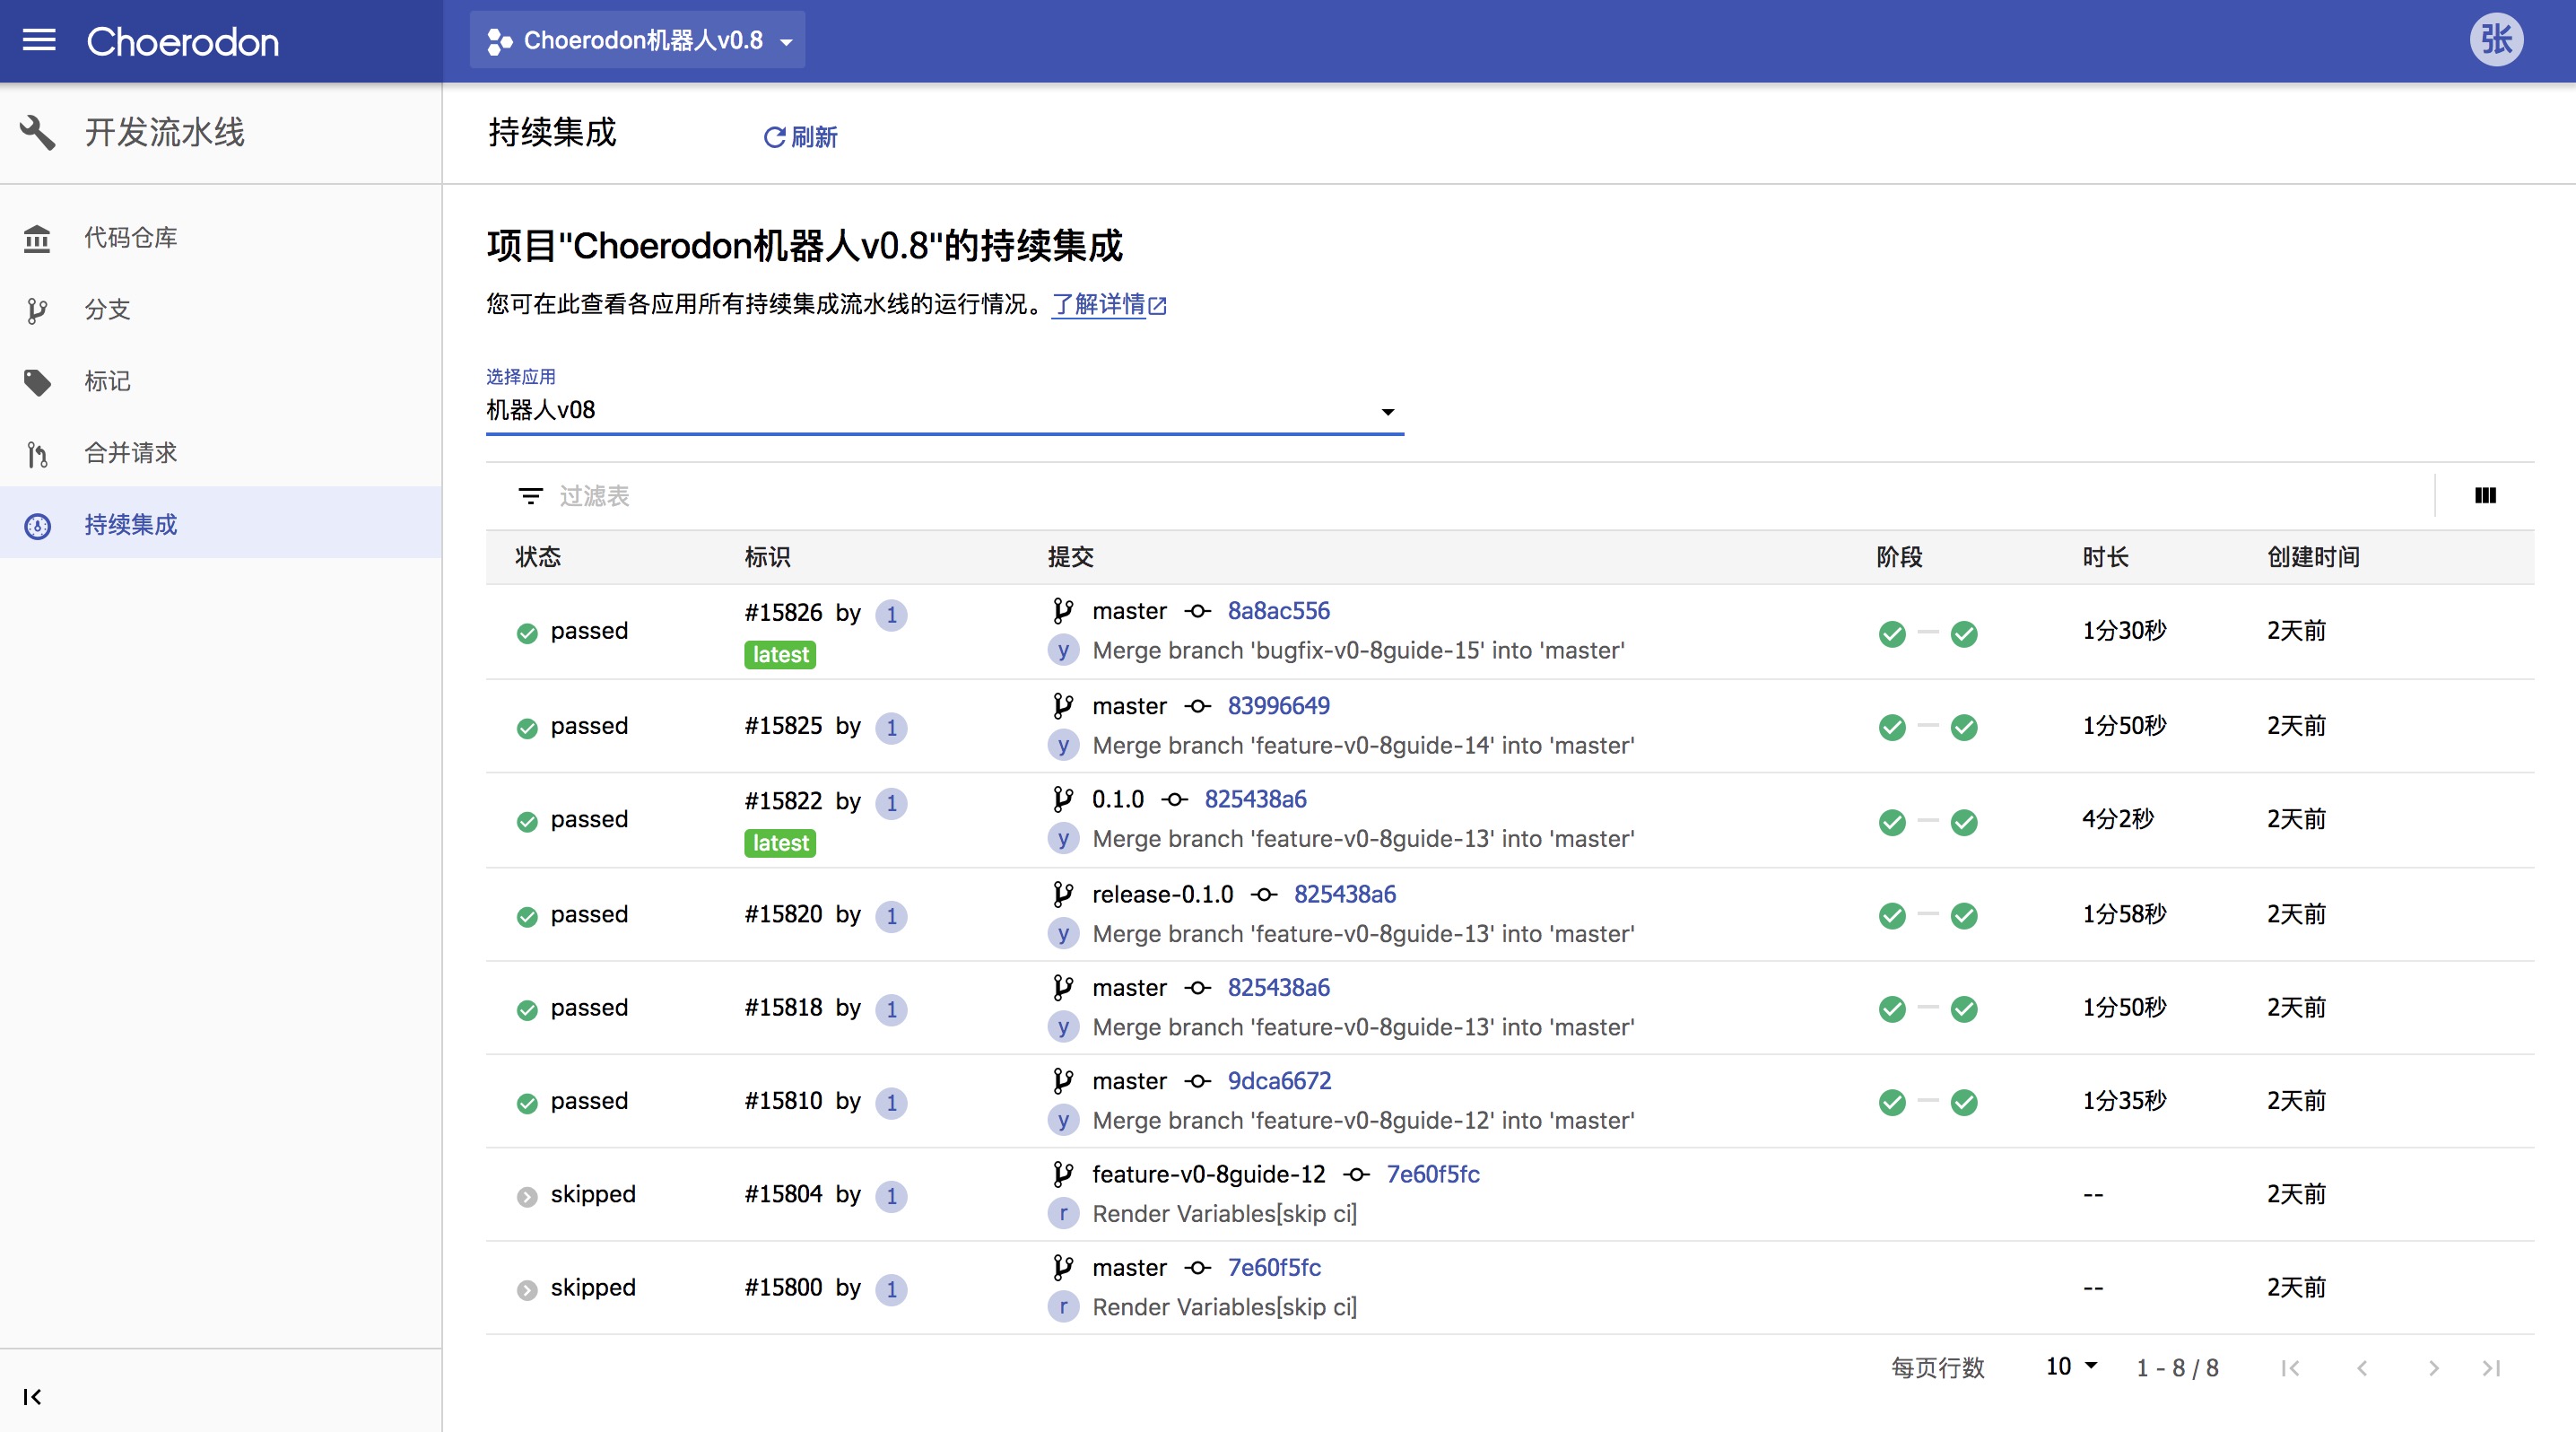 Choerodon
Choerodon机器人v0.8
张
开发流水线
代码仓库
分支
标记
合并请求
持续集成
持续集成
刷新
项目"Choerodon机器人v0.8"的持续集成
您可在此查看各应用所有持续集成流水线的运行情况。了解详情
选择应用
机器人v08
过滤表
状态 标识 提交 阶段 时长 创建时间
passed #15826 by 1 master 8a8ac556 1分30秒 2天前
latest y Merge branch 'bugfix-v0-8guide-15' into 'master'
passed #15825 by 1 master 83996649 1分50秒 2天前
y Merge branch 'feature-v0-8guide-14' into 'master'
passed #15822 by 1 0.1.0 825438a6 4分2秒 2天前
latest y Merge branch 'feature-v0-8guide-13' into 'master'
passed #15820 by 1 release-0.1.0 825438a6 1分58秒 2天前
y Merge branch 'feature-v0-8guide-13' into 'master'
passed #15818 by 1 master 825438a6 1分50秒 2天前
y Merge branch 'feature-v0-8guide-13' into 'master'
passed #15810 by 1 master 9dca6672 1分35秒 2天前
y Merge branch 'feature-v0-8guide-12' into 'master'
skipped #15804 by 1 feature-v0-8guide-12 7e60f5fc -- 2天前
r Render Variables[skip ci]
skipped #15800 by 1 master 7e60f5fc -- 2天前
r Render Variables[skip ci]
每页行数 10 1 - 8 / 8